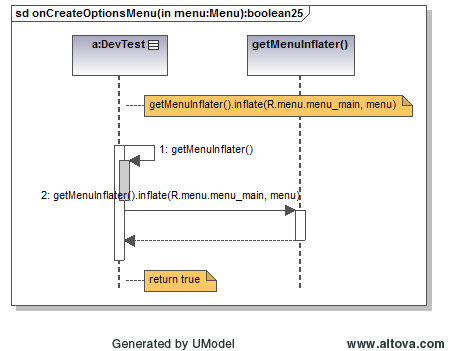 sd onCreateOptionsMenu(in menu:Menu):boolean25
a:DevTest
getMenuInflater()
getMenuInflater().inflate(R.menu.menu_main, menu)
1: getMenuInflater()
2: getMenuInflater().inflate(R.menu.menu_main, menu)
return true
Generated by UModel
www.altova.com